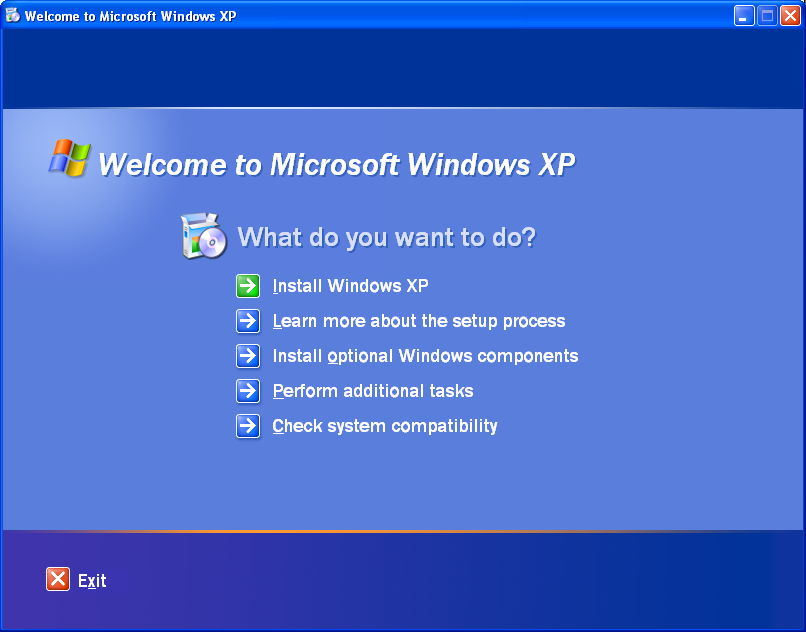 Welcome to Microsoft Windows XP
Welcome to Microsoft Windows XP
What do you want to do?
Install Windows XP
Learn more about the setup process
Install optional Windows components
Perform additional tasks
Check system compatibility
Exit